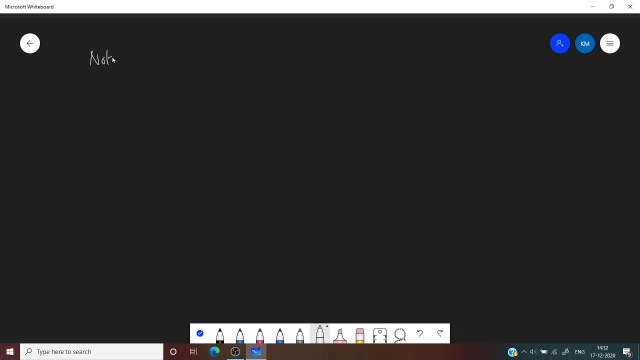 Microsoft Whiteboard
KM
Not
Type here to search
ENG
14:32
17-12-2020